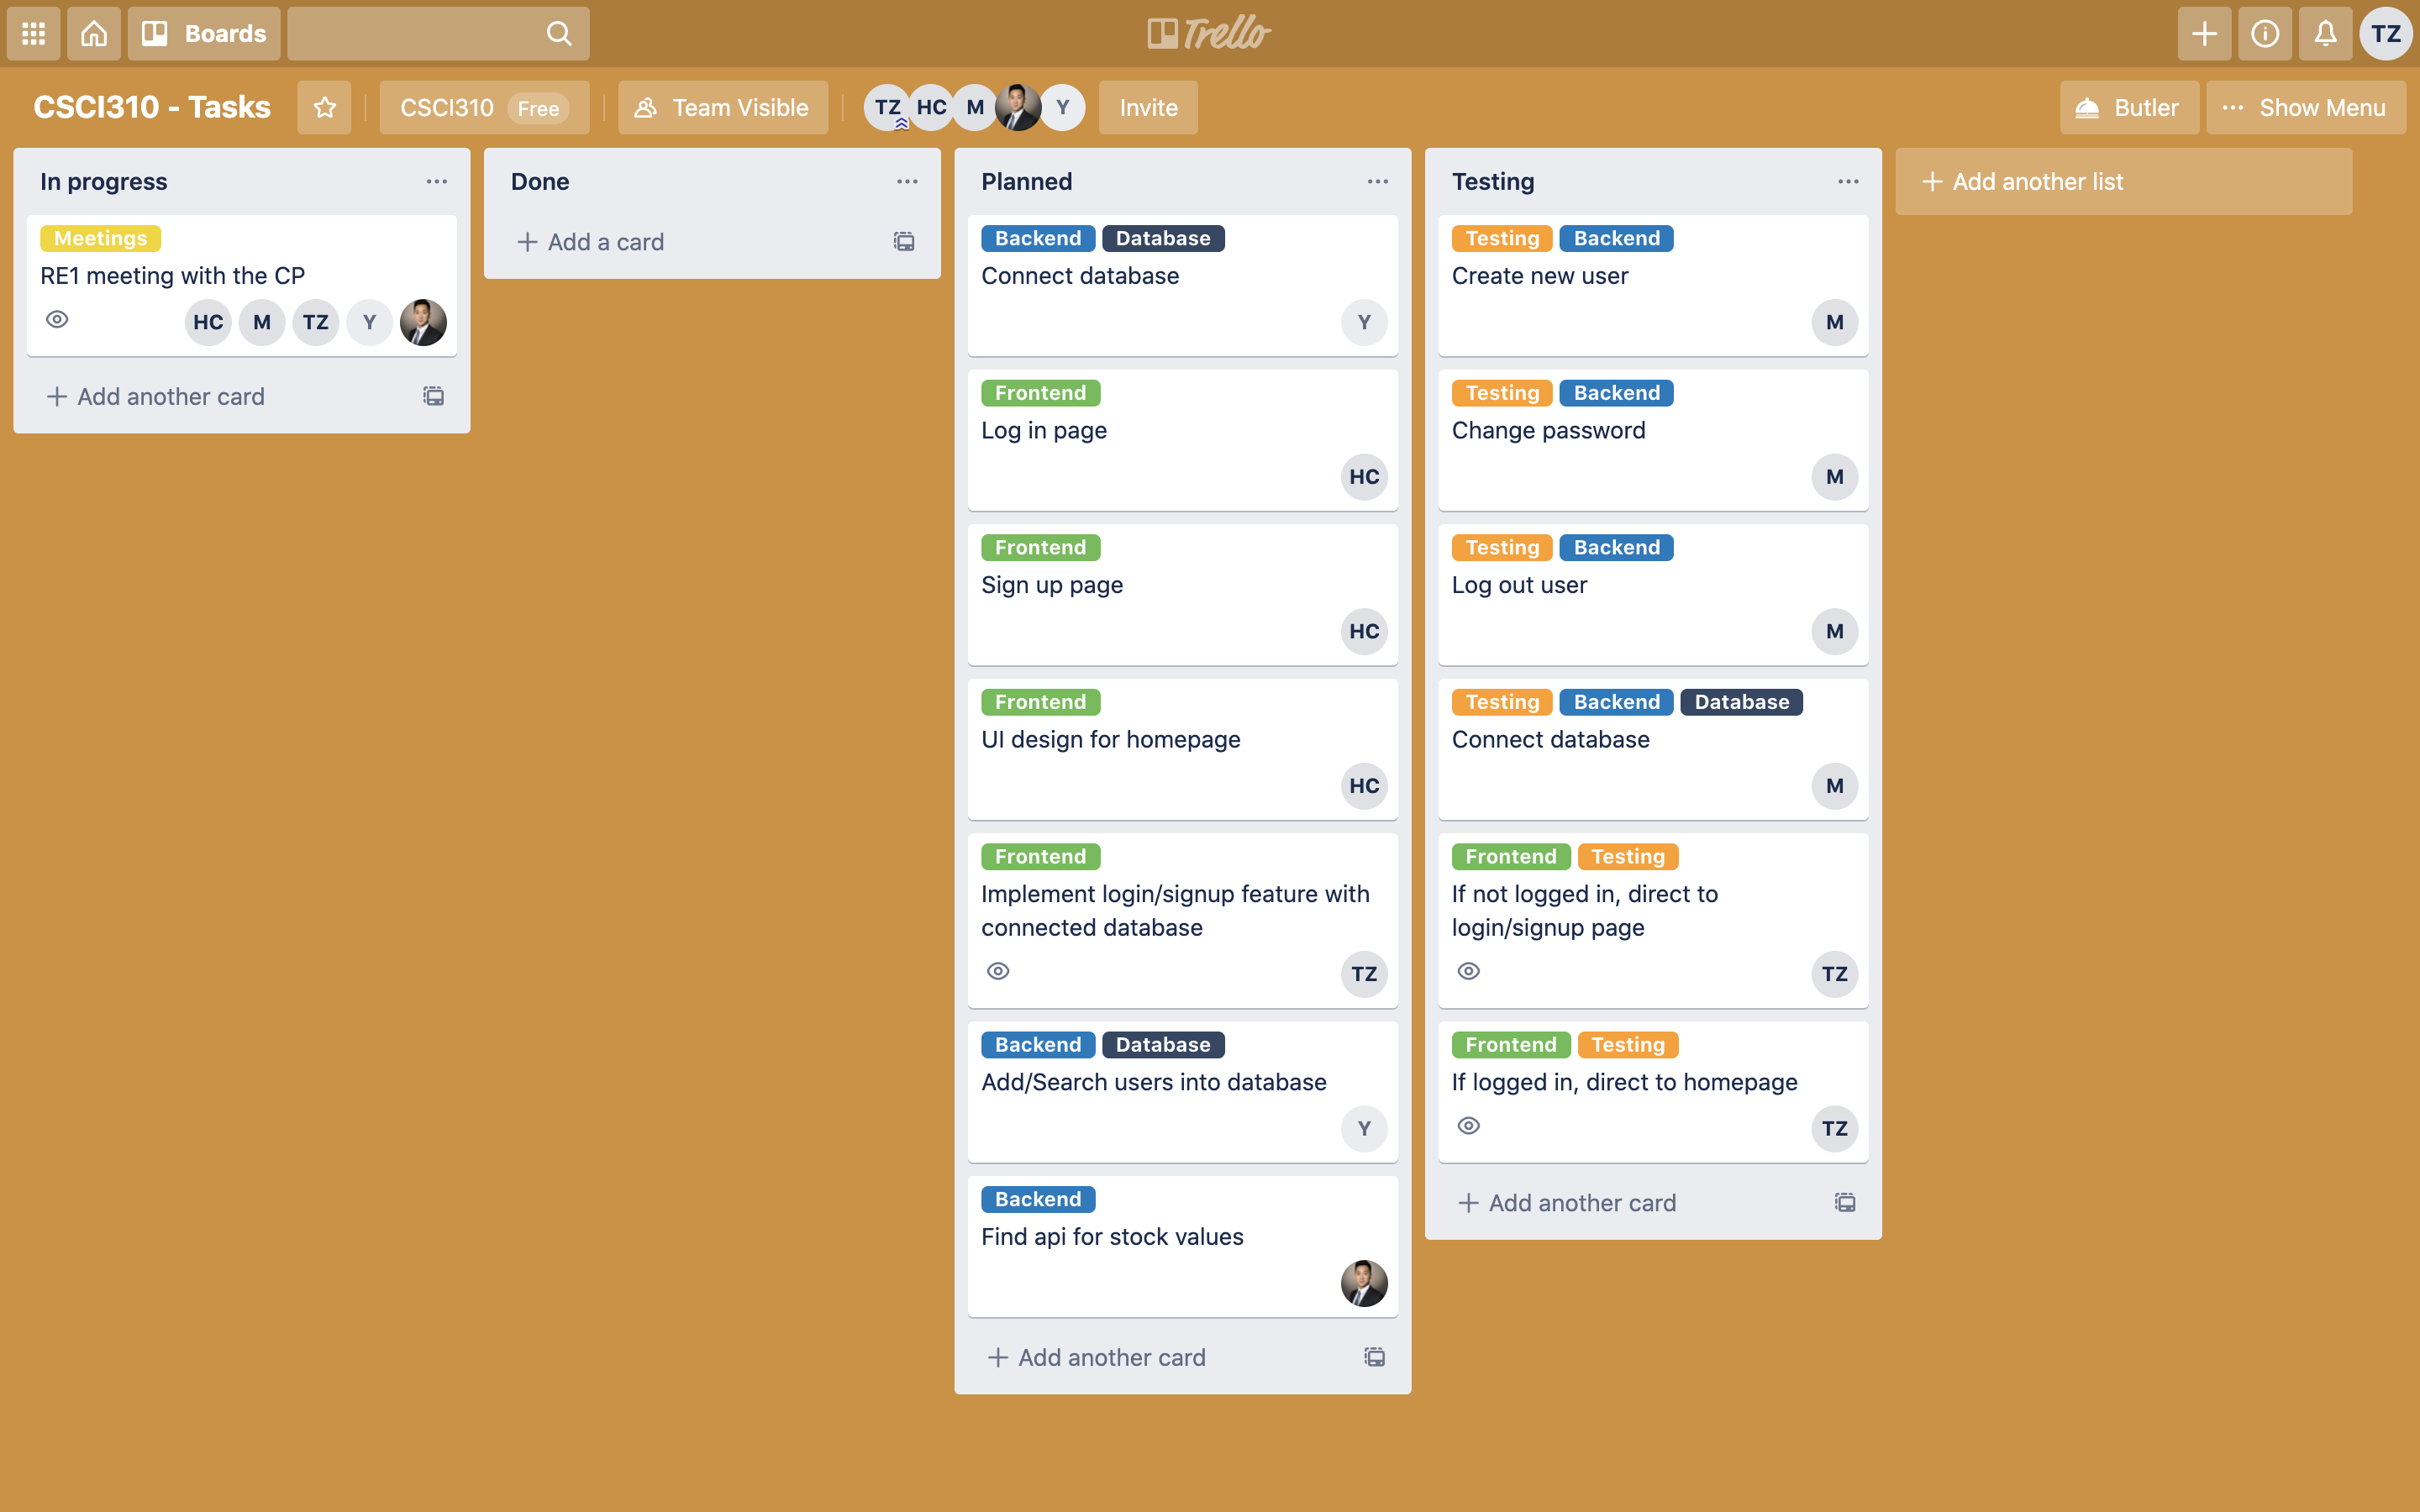 Boards
Trello
TZ
CSCI310 - Tasks
CSCI310 Free
Team Visible
TZ HC M Y
Invite
Butler
Show Menu
In progress
Meetings
RE1 meeting with the CP
HC M TZ Y
Add another card
Done
Add a card
Planned
Backend Database
Connect database
Y
Frontend
Log in page
HC
Frontend
Sign up page
HC
Frontend
UI design for homepage
HC
Frontend
Implement login/signup feature with
connected database
TZ
Backend Database
Add/Search users into database
Y
Backend
Find api for stock values
Add another card
Testing
Testing Backend
Create new user
M
Testing Backend
Change password
M
Testing Backend
Log out user
M
Testing Backend Database
Connect database
M
Frontend Testing
If not logged in, direct to
login/signup page
TZ
Frontend Testing
If logged in, direct to homepage
TZ
Add another card
Add another list